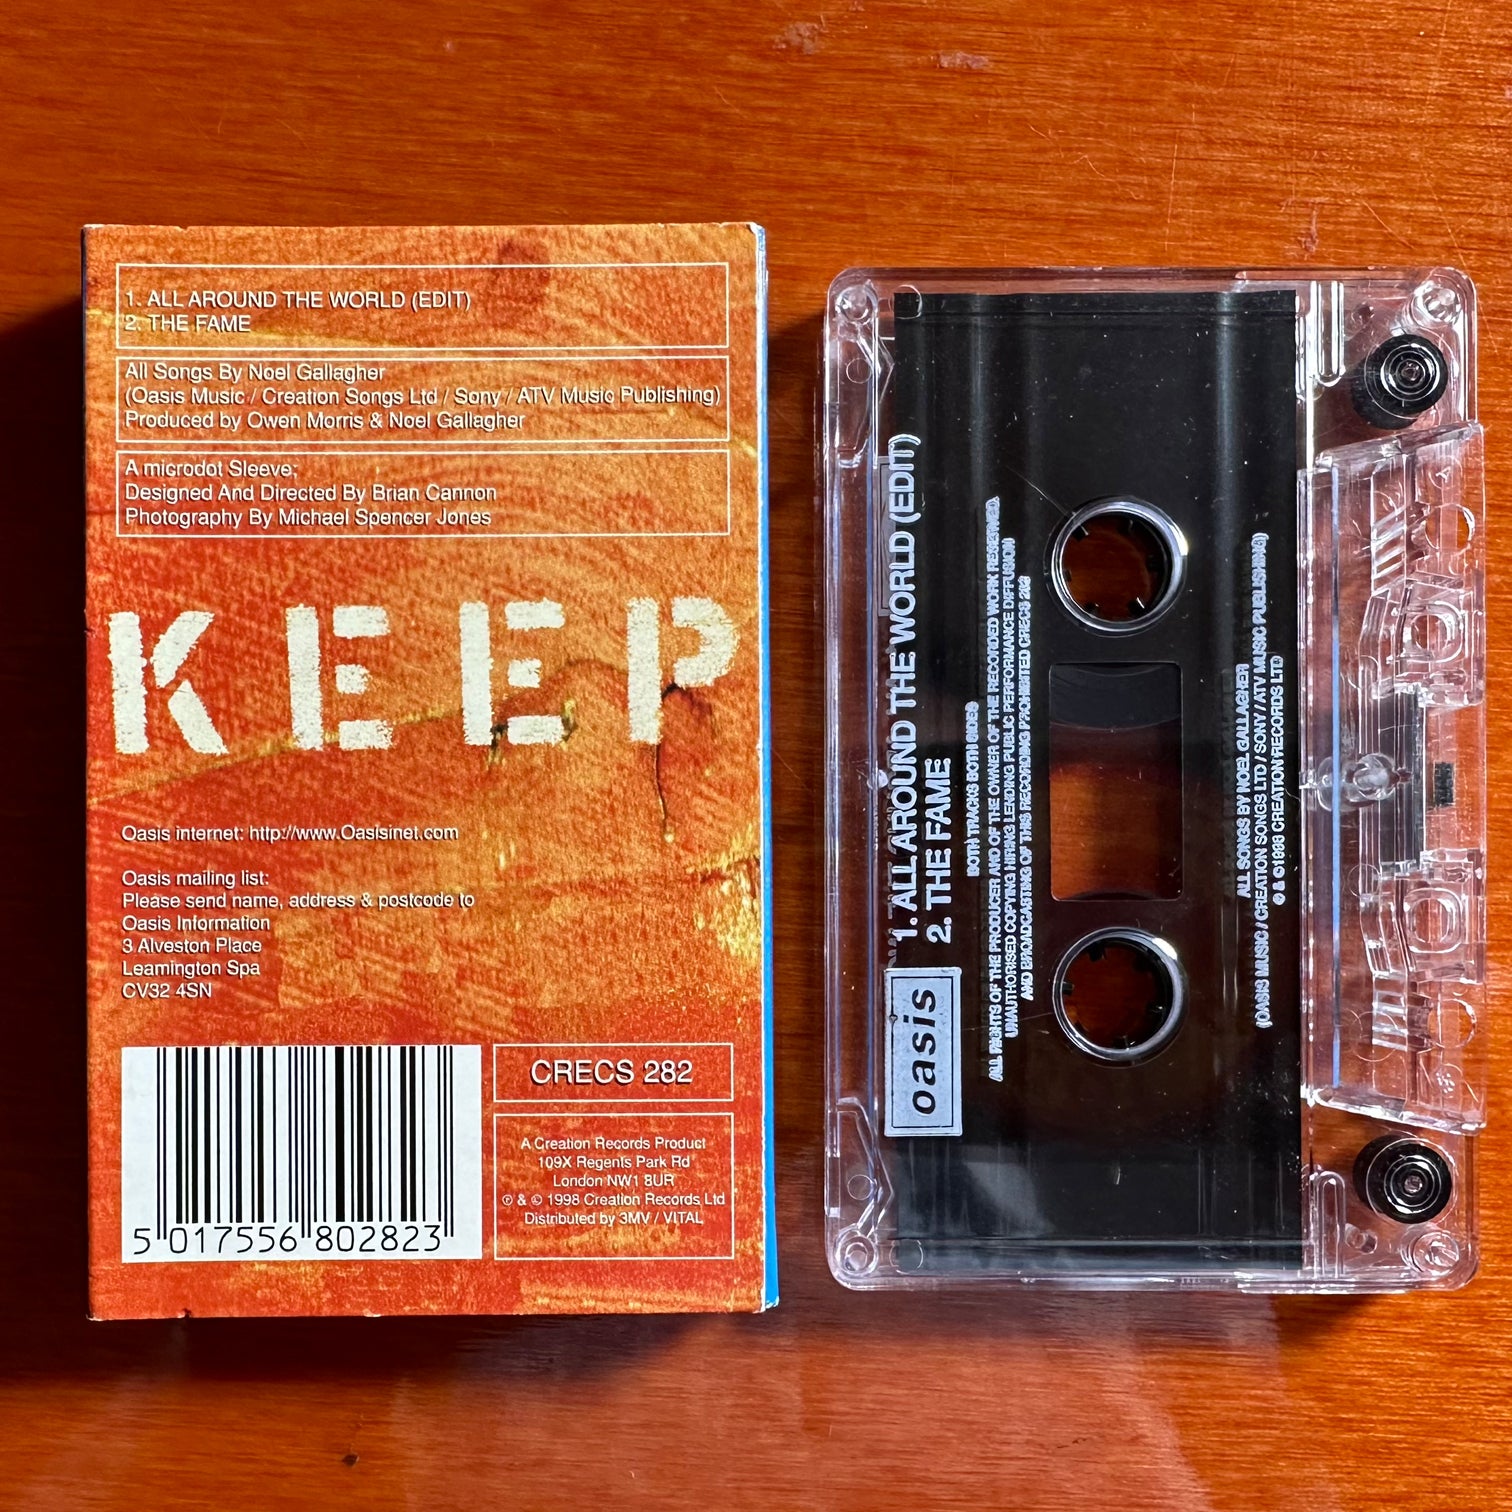 1. ALL AROUND THE WORLD (EDIT)
2. THE FAME
All Songs By Noel Gallagher
(Oasis Music / Creation Songs Ltd / Sony / ATV Music Publishing)
Produced by Owen Morris & Noel Gallagher
A microdot Sleeve;
Designed And Directed By Brian Cannon
Photography By Michael Spencer Jones
KEEP
Oasis internet: http://www.Oasisinet.com
Oasis mailing list:
Please send name, address & postcode to
Oasis Information
3 Alveston Place
Leamington Spa
CV32 4SN
5 017556 802823
CRECS 282
A Creation Records Product
109X Regents Park Rd
London NW1 8UR
℗ & © 1998 Creation Records Ltd
Distributed by 3MV / VITAL
oasis
1. ALL AROUND THE WORLD (EDIT)
2. THE FAME
BOTH TRACKS BOTH SIDES
ALL RIGHTS OF THE PRODUCER AND OF THE OWNER OF THE RECORDED WORK RESERVED.
UNAUTHORISED COPYING HIRING LENDING PUBLIC PERFORMANCE DIFFUSION
AND BROADCASTING OF THIS RECORDING PROHIBITED CRECS 282
ALL SONGS BY NOEL GALLAGHER
(OASIS MUSIC / CREATION SONGS LTD / SONY / ATV MUSIC PUBLISHING)
℗ & ©1998 CREATION RECORDS LTD